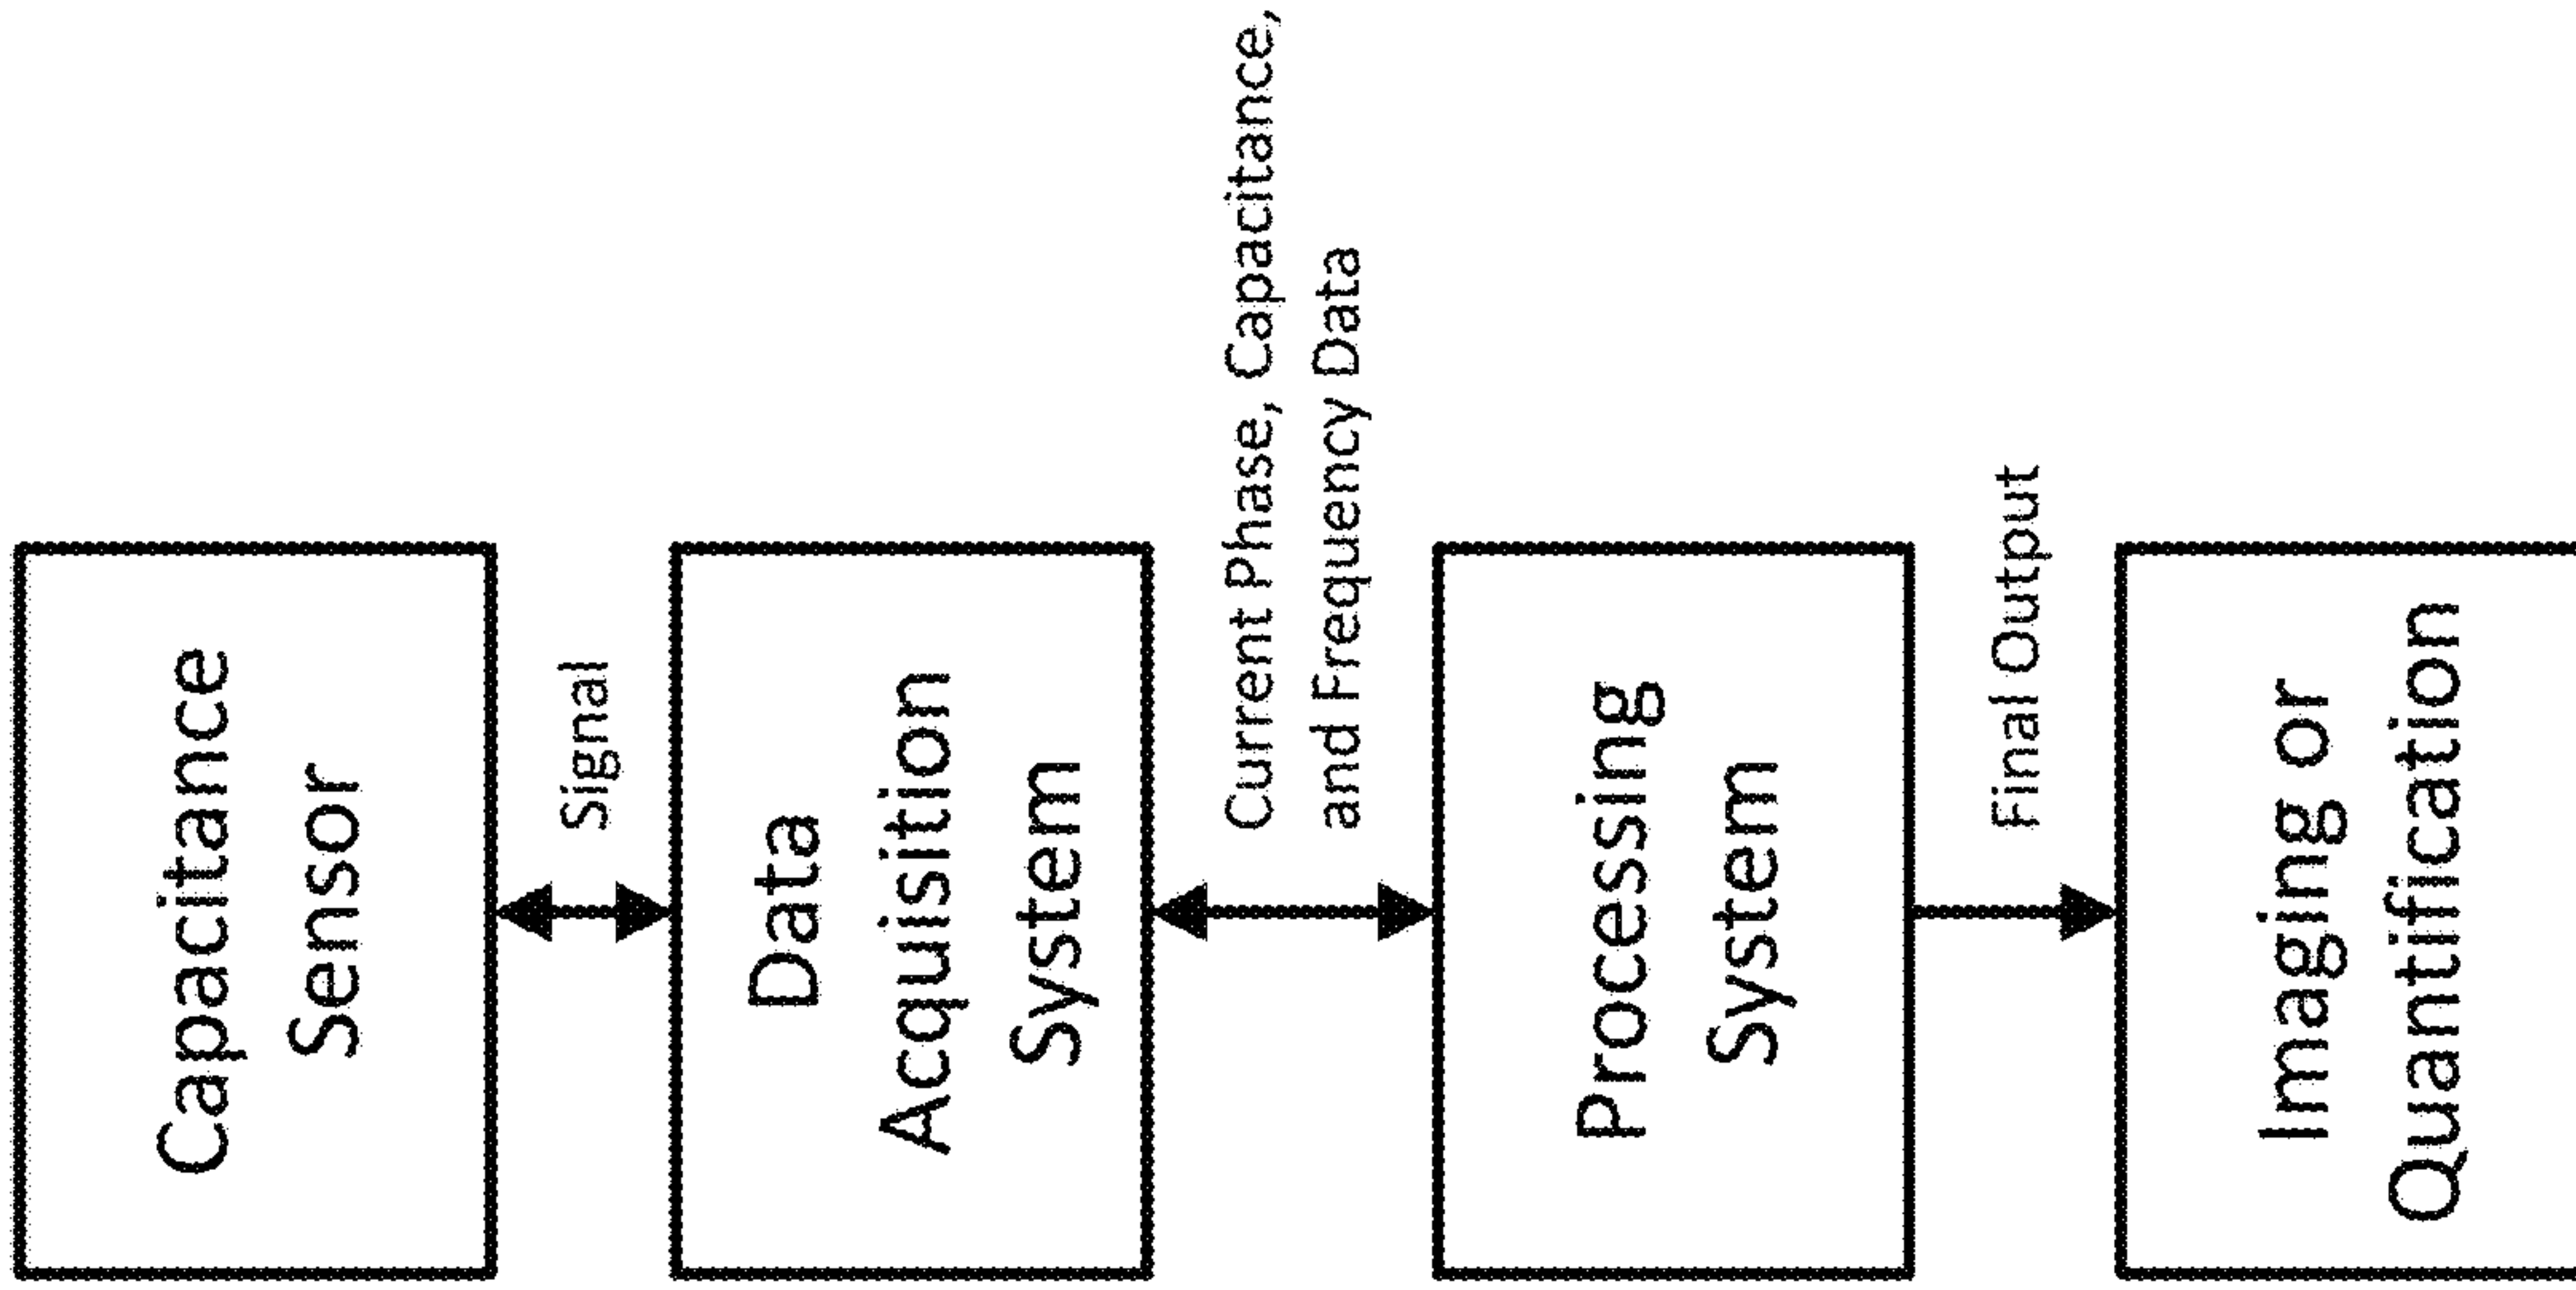 Capacitance
Sensor
Signal
Data
Acquisition
System
Current Phase, Capacitance,
and Frequency Data
Processing
System
Final Output
Imaging or
Quantification